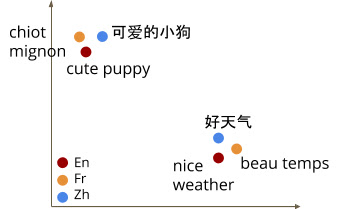 chiot
mignon
可爱的小狗
cute puppy
好天气
nice
weather
beau temps
En
Fr
Zh